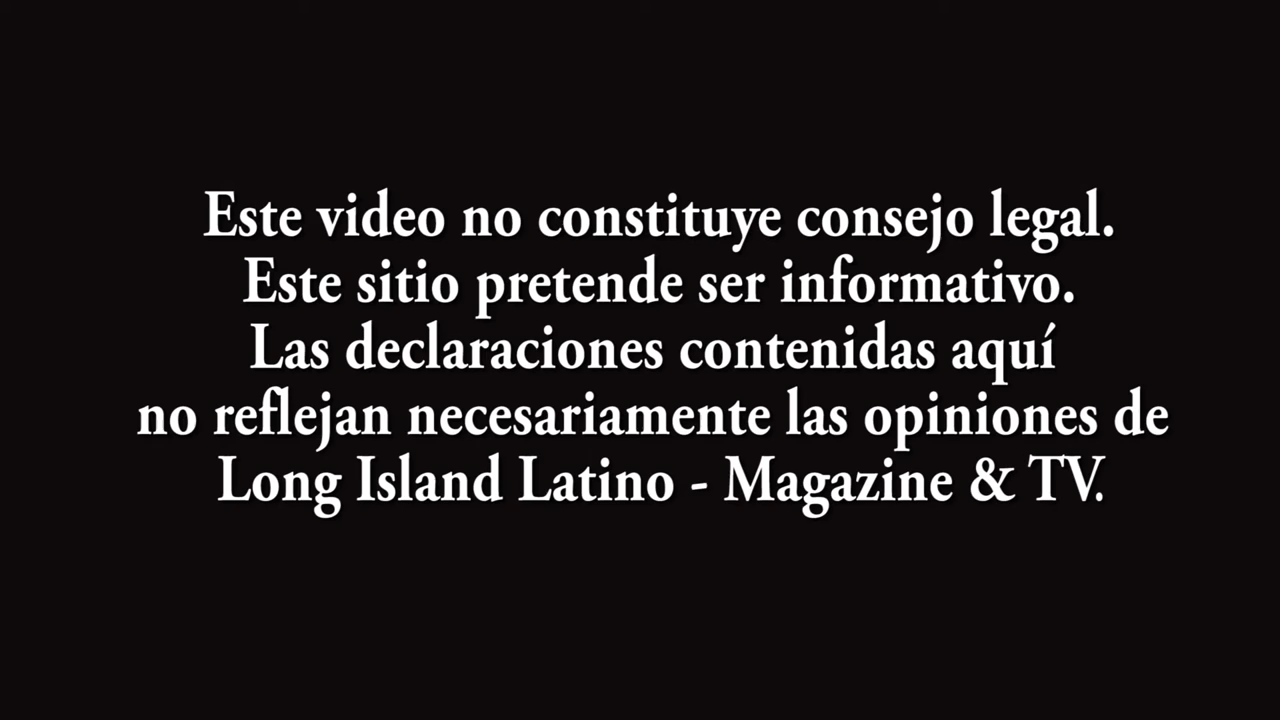 Este video no constituye consejo legal.
Este sitio pretende ser informativo.
Las declaraciones contenidas aquí
no reflejan necesariamente las opiniones de
Long Island Latino - Magazine & TV.